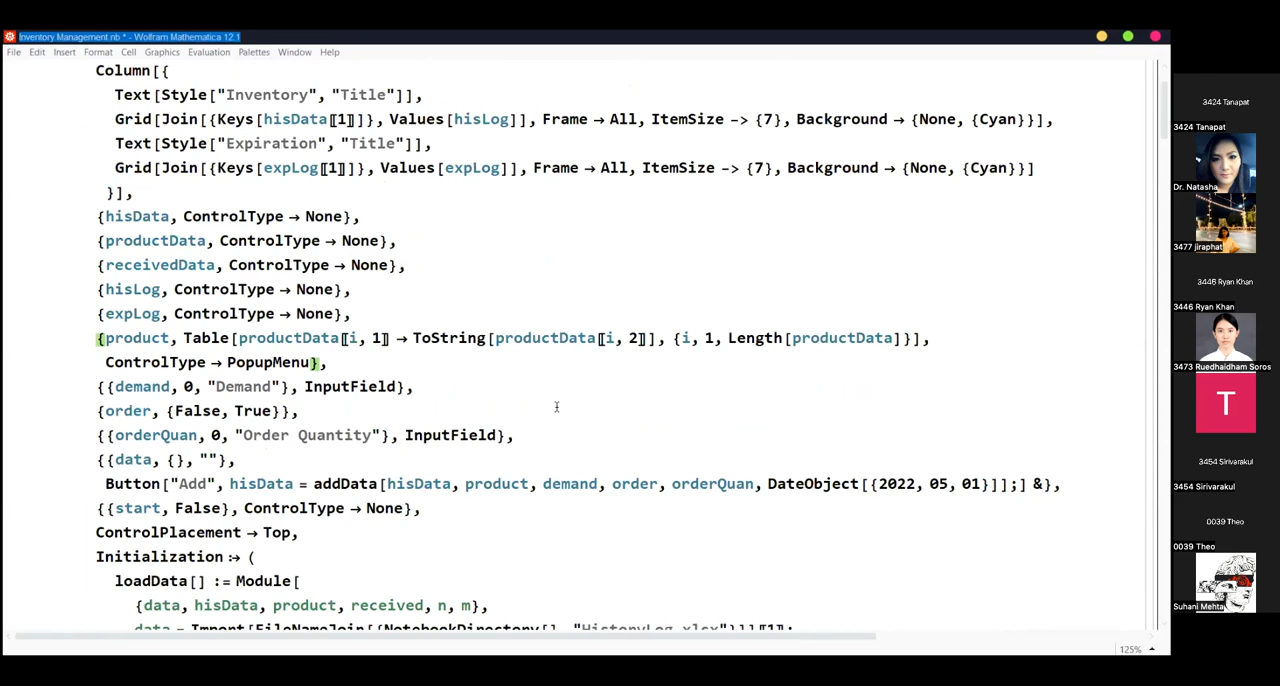 Inventory Management.nb * - Wolfram Mathematica 12.1
File Edit Insert Format Cell Graphics Evaluation Palettes Window Help
Column[{
Text[Style["Inventory", "Title"]],
Grid[Join[{Keys[hisData〚1〛]}, Values[hisLog]], Frame → All, ItemSize -> {7}, Background → {None, {Cyan}}],
Text[Style["Expiration", "Title"]],
Grid[Join[{Keys[expLog〚1〛]}, Values[expLog]], Frame → All, ItemSize -> {7}, Background → {None, {Cyan}}]
}],
{hisData, ControlType → None},
{productData, ControlType → None},
{receivedData, ControlType → None},
{hisLog, ControlType → None},
{expLog, ControlType → None},
{product, Table[productData〚i, 1〛 → ToString[productData〚i, 2〛], {i, 1, Length[productData]}],
ControlType → PopupMenu},
{{demand, 0, "Demand"}, InputField},
{order, {False, True}},
{{orderQuan, 0, "Order Quantity"}, InputField},
{{data, {}, ""},
Button["Add", hisData = addData[hisData, product, demand, order, orderQuan, DateObject[{2022, 05, 01}]];] &},
{{start, False}, ControlType → None},
ControlPlacement → Top,
Initialization :→ (
loadData[] := Module[
{data, hisData, product, received, n, m},
data = Import[FileNameJoin[{NotebookDirectory[], "HistoryLog.xlsx"}]]〚1〛;
125%
3424 Tanapat
3424 Tanapat
Dr. Natasha
3477 jiraphat
3446 Ryan Khan
3446 Ryan Khan
3473 Ruedhaidham Soros
T
3454 Sirivarakul
3454 Sirivarakul
0039 Theo
0039 Theo
Suhani Mehta